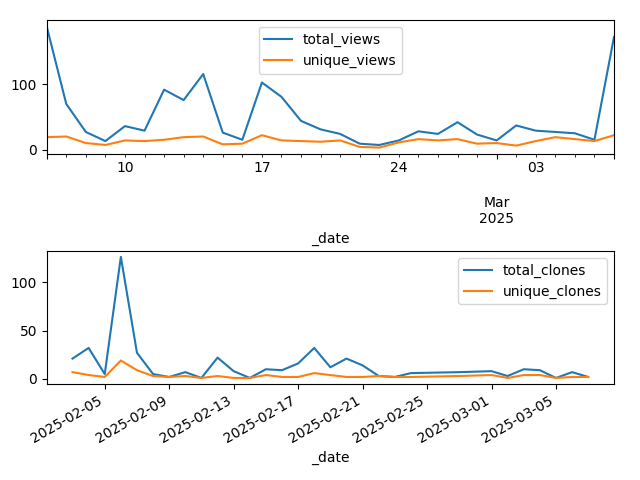 total_views
unique_views
100
0
10
17
24
03
Mar
2025
_date
total_clones
unique_clones
100
50
0
2025-02-05
2025-02-09
2025-02-13
2025-02-17
2025-02-21
2025-02-25
2025-03-01
2025-03-05
_date